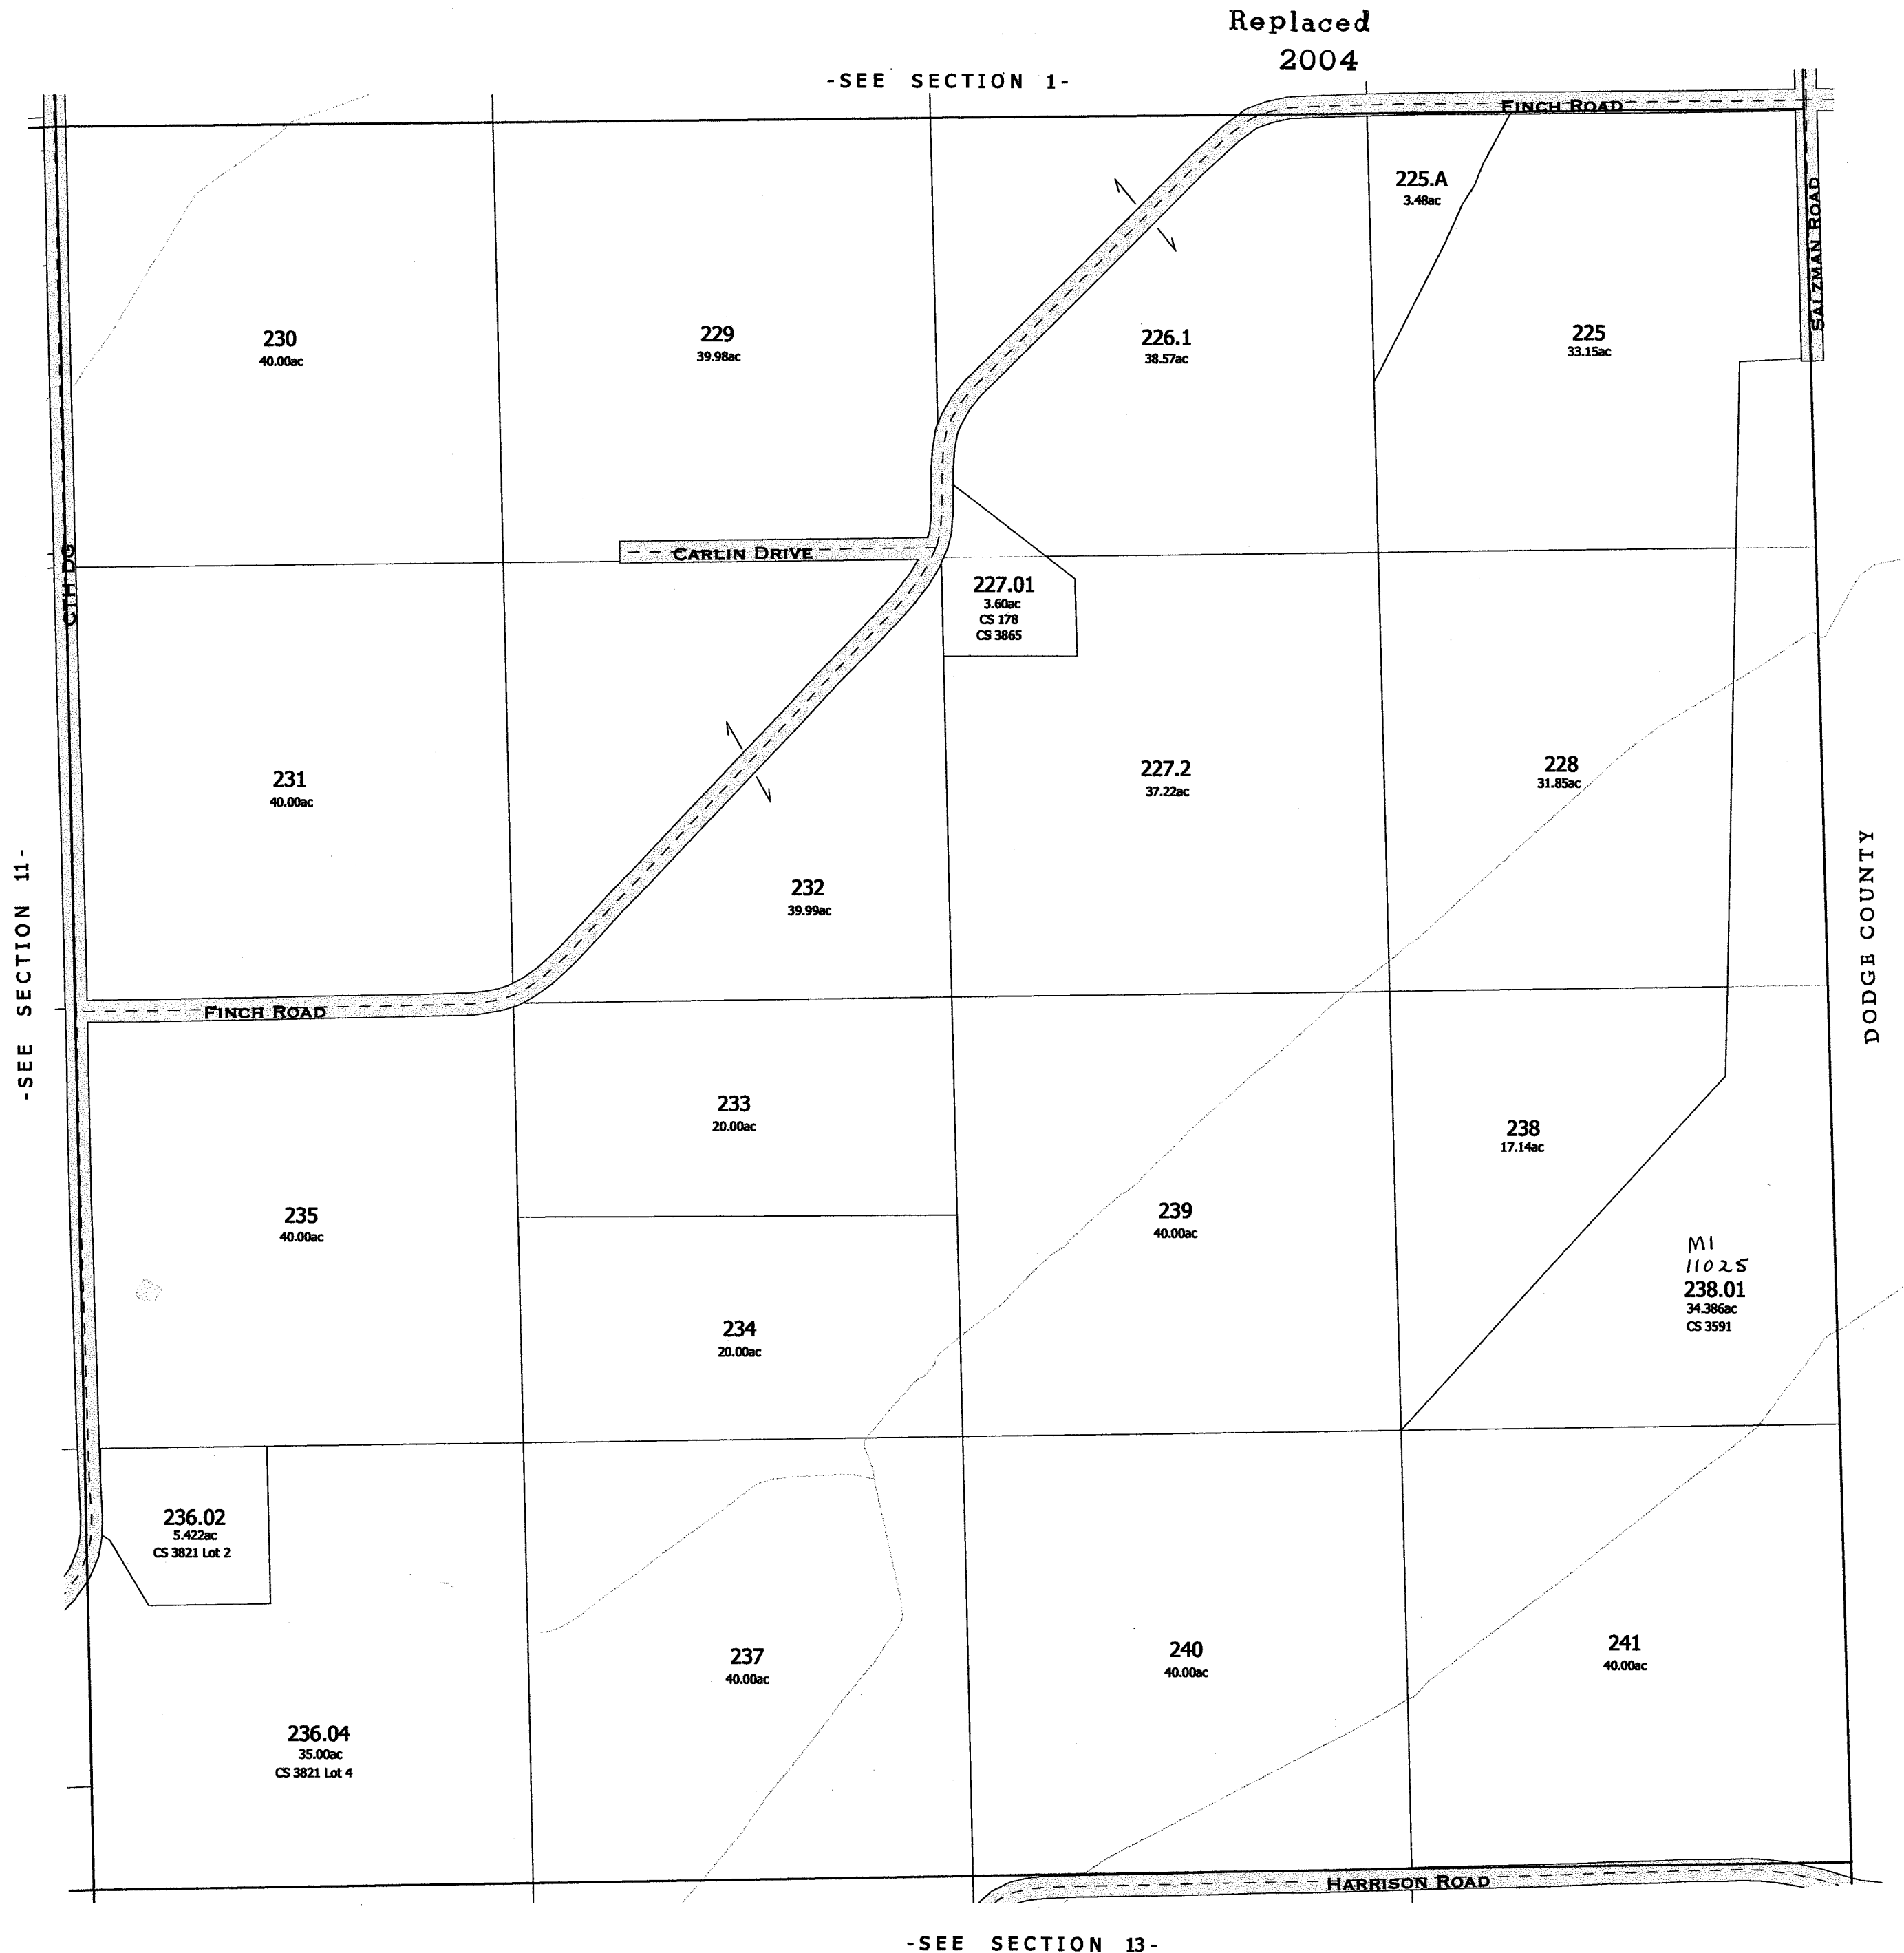 Replaced
2004
-SEE SECTION 1-
FINCH ROAD
225.A
3.48ac
SALZMAN ROAD
230
40.00ac
229
39.98ac
226.1
38.57ac
225
33.15ac
CTH DG
CARLIN DRIVE
227.01
3.60ac
CS 178
CS 3865
231
40.00ac
227.2
37.22ac
228
31.85ac
232
39.99ac
-SEE SECTION 11-
DODGE COUNTY
FINCH ROAD
233
20.00ac
238
17.14ac
235
40.00ac
239
40.00ac
M1
11025
238.01
34.386ac
CS 3591
234
20.00ac
236.02
5.422ac
CS 3821 Lot 2
237
40.00ac
240
40.00ac
241
40.00ac
236.04
35.00ac
CS 3821 Lot 4
HARRISON ROAD
-SEE SECTION 13-